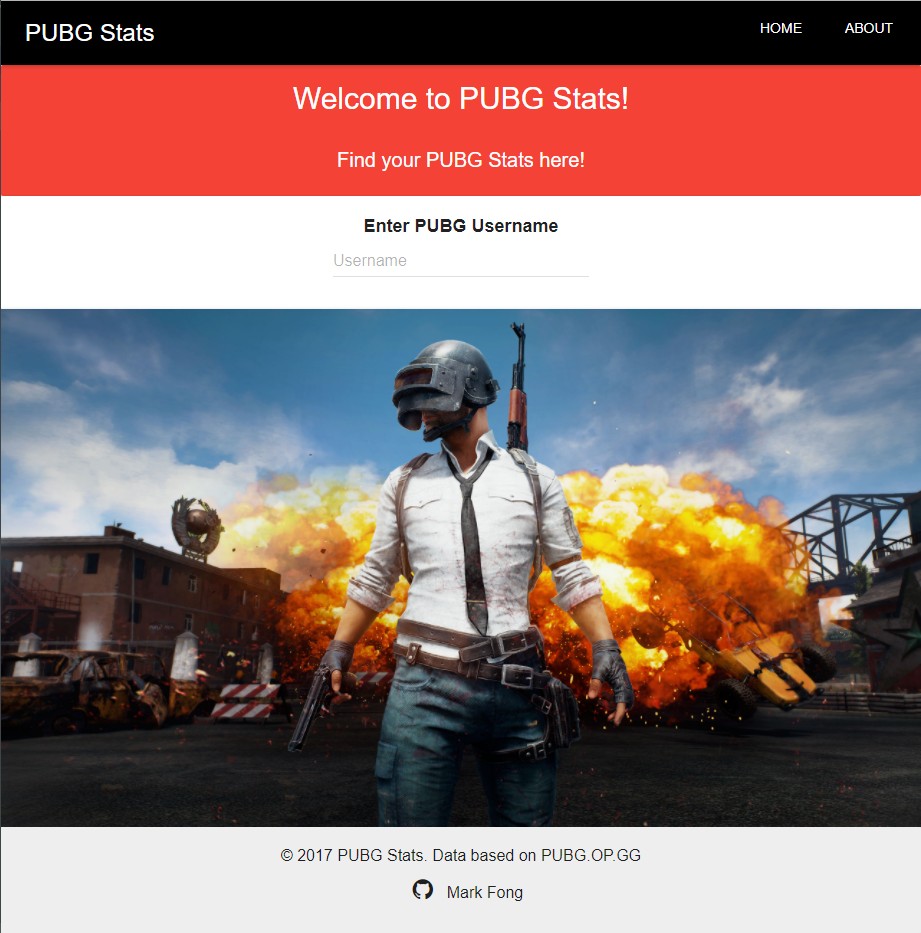 PUBG Stats
HOME ABOUT
Welcome to PUBG Stats!
Find your PUBG Stats here!
Enter PUBG Username
Username
© 2017 PUBG Stats. Data based on PUBG.OP.GG
Mark Fong